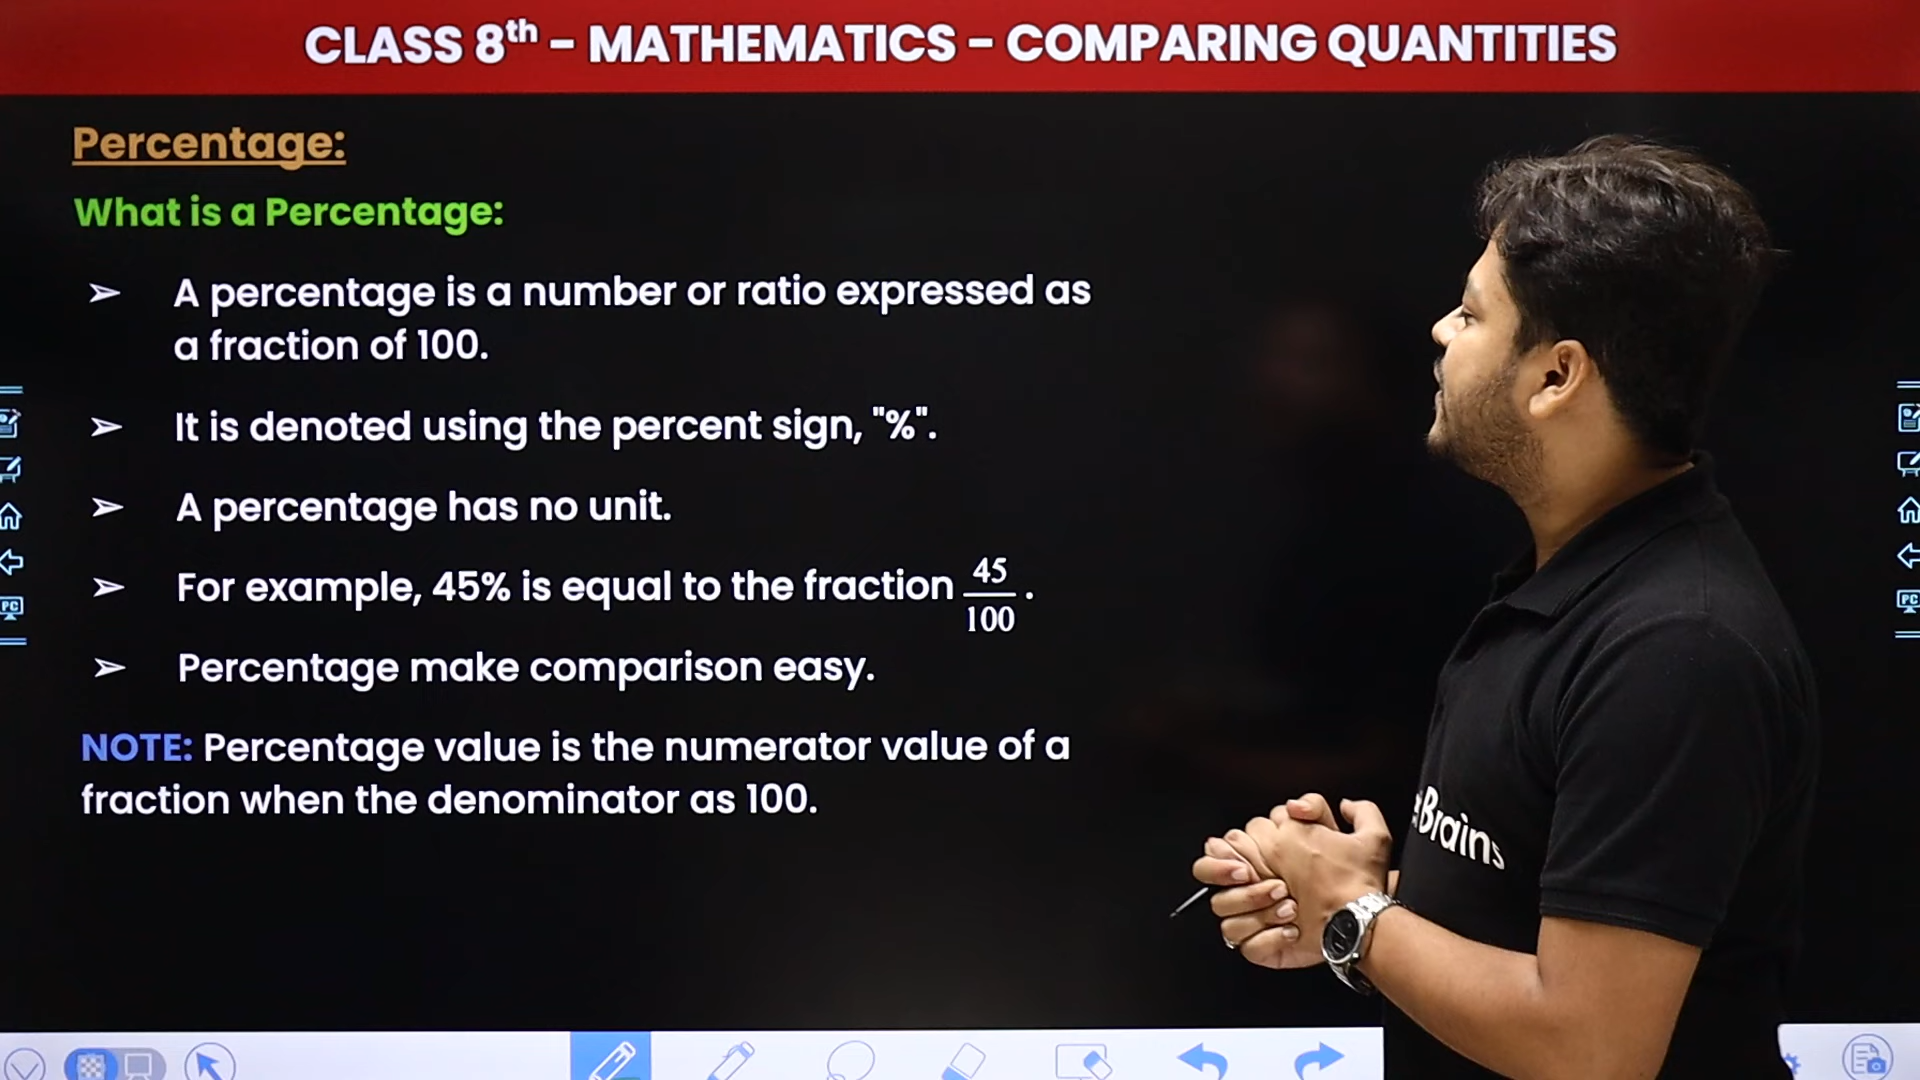 CLASS 8th - MATHEMATICS - COMPARING QUANTITIES
Percentage:
What is a Percentage:
➢ A percentage is a number or ratio expressed as
a fraction of 100.
➢ It is denoted using the percent sign, "%".
➢ A percentage has no unit.
➢ For example, 45% is equal to the fraction 45/100.
➢ Percentage make comparison easy.
NOTE: Percentage value is the numerator value of a
fraction when the denominator as 100.
Brains
PC
PC